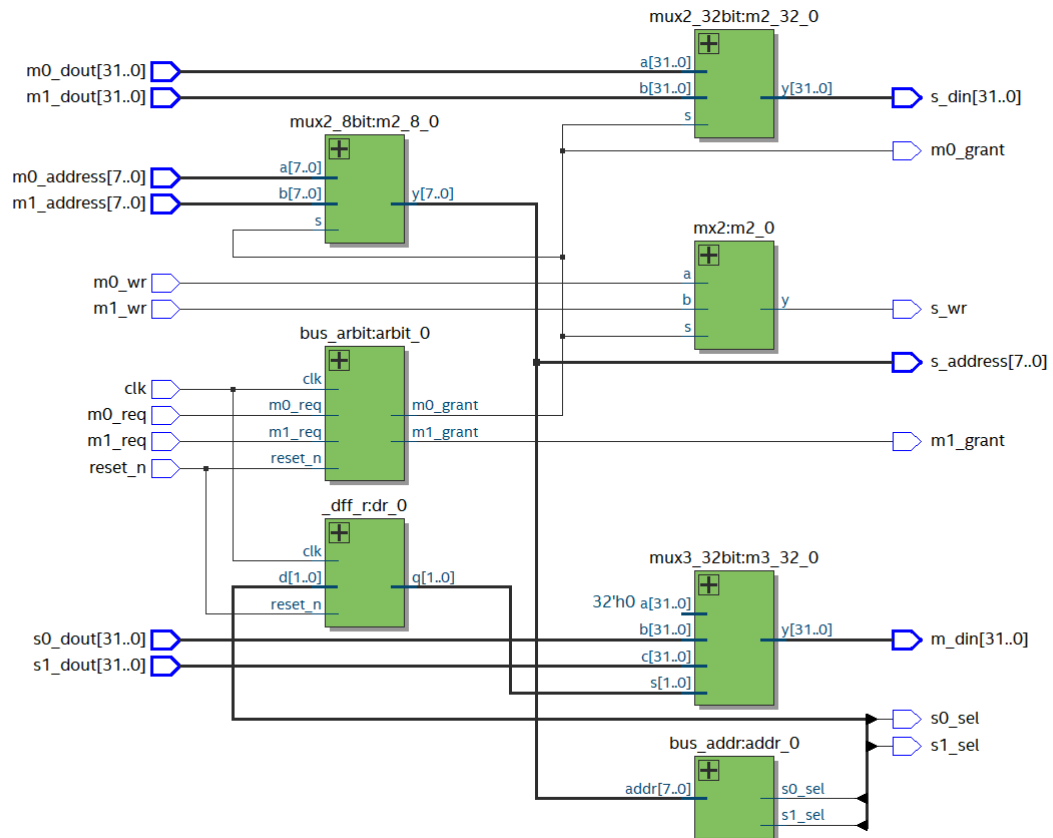 mux2_32bit:m2_32_0
m0_dout[31..0]
m1_dout[31..0]
a[31..0]
b[31..0]
s
y[31..0]
s_din[31..0]
m0_grant
mux2_8bit:m2_8_0
m0_address[7..0]
m1_address[7..0]
a[7..0]
b[7..0]
s
y[7..0]
mx2:m2_0
m0_wr
m1_wr
a
b
s
y
s_wr
s_address[7..0]
bus_arbit:arbit_0
clk
m0_req
m1_req
reset_n
clk
m0_req
m1_req
reset_n
m0_grant
m1_grant
m1_grant
_dff_r:dr_0
clk
d[1..0]
reset_n
q[1..0]
mux3_32bit:m3_32_0
s0_dout[31..0]
s1_dout[31..0]
32'h0 a[31..0]
b[31..0]
c[31..0]
s[1..0]
y[31..0]
m_din[31..0]
s0_sel
s1_sel
bus_addr:addr_0
addr[7..0]
s0_sel
s1_sel